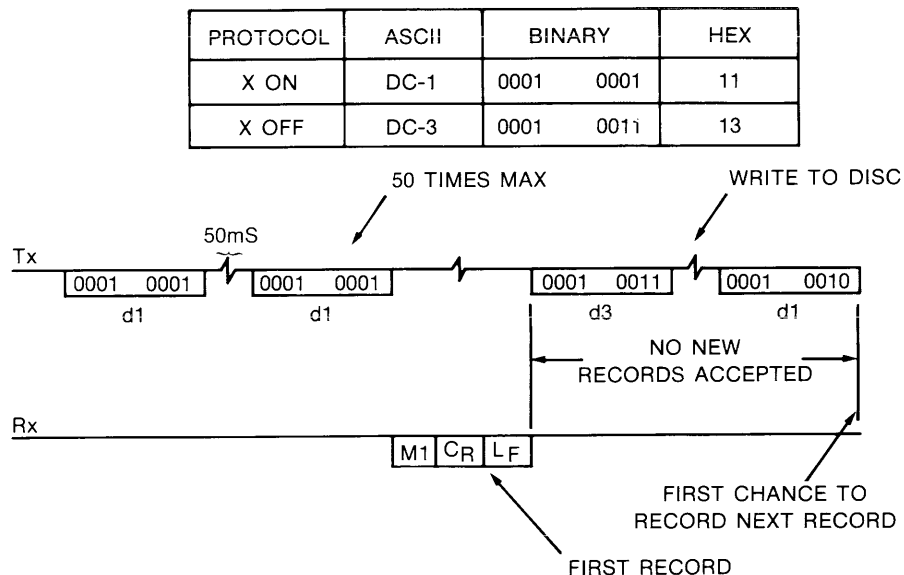 PROTOCOL ASCII BINARY HEX
X ON DC-1 0001 0001 11
X OFF DC-3 0001 0011 13
50 TIMES MAX
WRITE TO DISC
50mS
Tx
0001 0001
d1
0001 0001
d1
0001 0011
d3
0001 0010
d1
NO NEW
RECORDS ACCEPTED
Rx
M1 CR LF
FIRST CHANCE TO
RECORD NEXT RECORD
FIRST RECORD